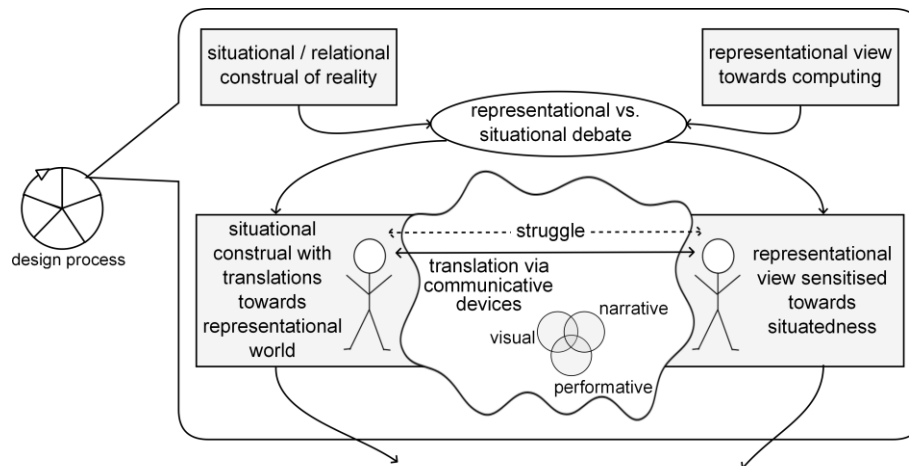 situational / relational
construal of reality
representational view
towards computing
representational vs.
situational debate
design process
situational
construal with
translations
towards
representational
world
struggle
translation via
communicative
devices
visual
narrative
performative
representational
view sensitised
towards
situatedness